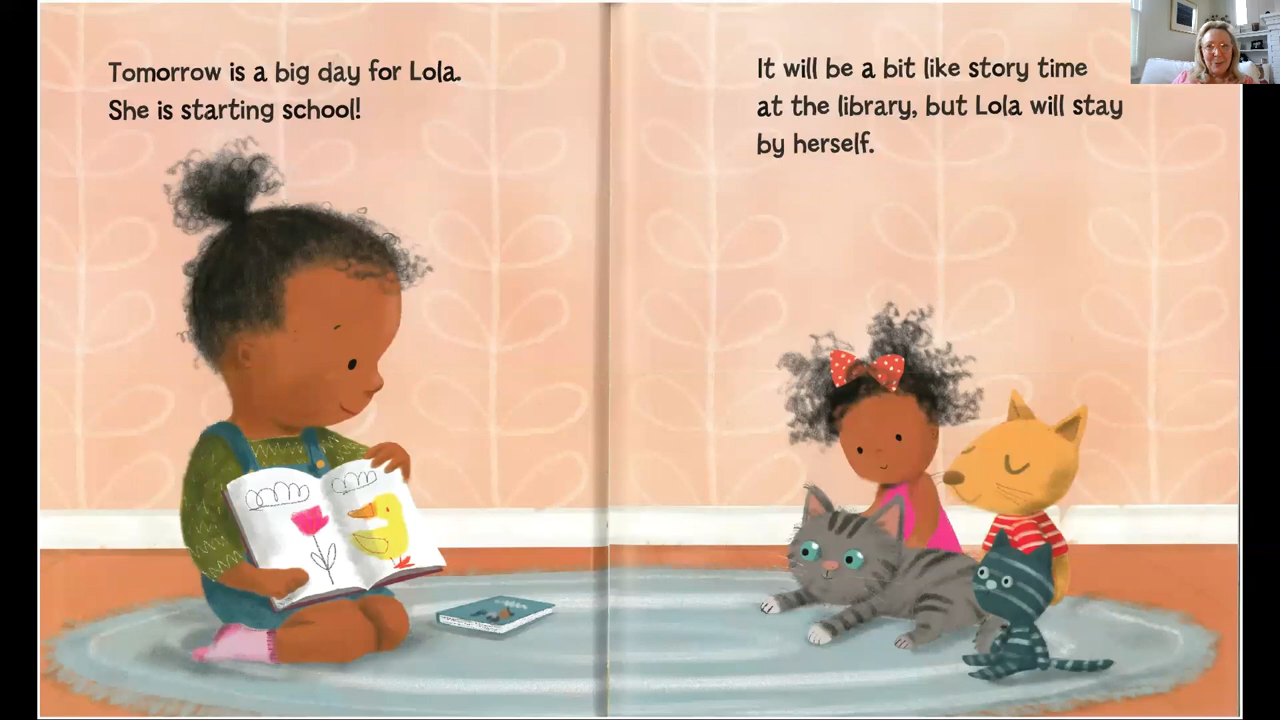 Tomorrow is a big day for Lola.
She is starting school!
It will be a bit like story time
at the library, but Lola will stay
by herself.